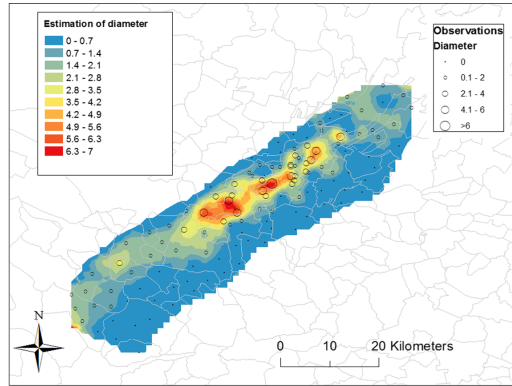 Estimation of diameter
0 - 0.7
0.7 - 1.4
1.4 - 2.1
2.1 - 2.8
2.8 - 3.5
3.5 - 4.2
4.2 - 4.9
4.9 - 5.6
5.6 - 6.3
6.3 - 7
Observations
Diameter
0
0.1 - 2
2.1 - 4
4.1 - 6
>6
N
0 10 20 Kilometers